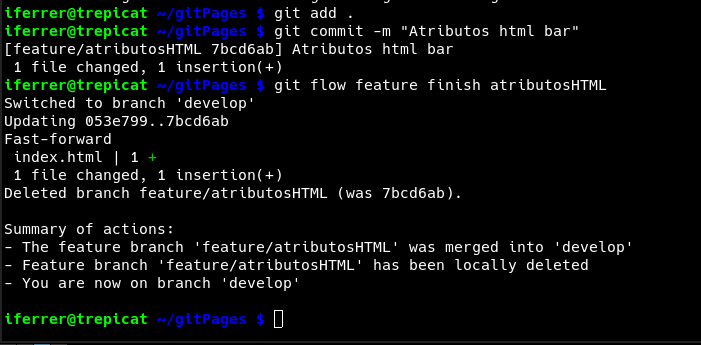 iferrer@trepicat ~/gitPages $ git add .
iferrer@trepicat ~/gitPages $ git commit -m "Atributos html bar"
[feature/atributosHTML 7bcd6ab] Atributos html bar
 1 file changed, 1 insertion(+)
iferrer@trepicat ~/gitPages $ git flow feature finish atributosHTML
Switched to branch 'develop'
Updating 053e799..7bcd6ab
Fast-forward
 index.html | 1 +
 1 file changed, 1 insertion(+)
Deleted branch feature/atributosHTML (was 7bcd6ab).

Summary of actions:
- The feature branch 'feature/atributosHTML' was merged into 'develop'
- Feature branch 'feature/atributosHTML' has been locally deleted
- You are now on branch 'develop'

iferrer@trepicat ~/gitPages $